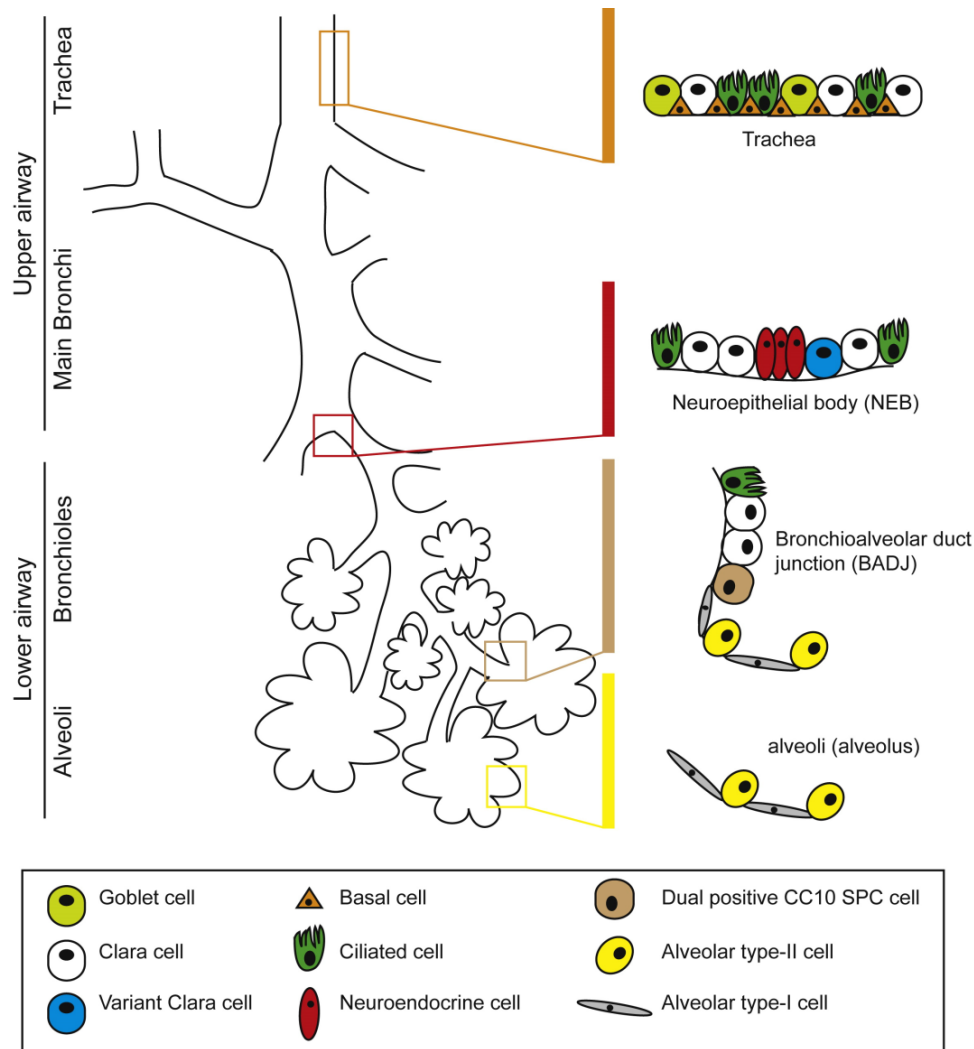 Upper airway
Trachea
Main Bronchi
Lower airway
Bronchioles
Alveoli
Trachea
Neuroepithelial body (NEB)
Bronchioalveolar duct
junction (BADJ)
alveoli (alveolus)
Goblet cell
Basal cell
Dual positive CC10 SPC cell
Clara cell
Ciliated cell
Alveolar type-II cell
Variant Clara cell
Neuroendocrine cell
Alveolar type-I cell